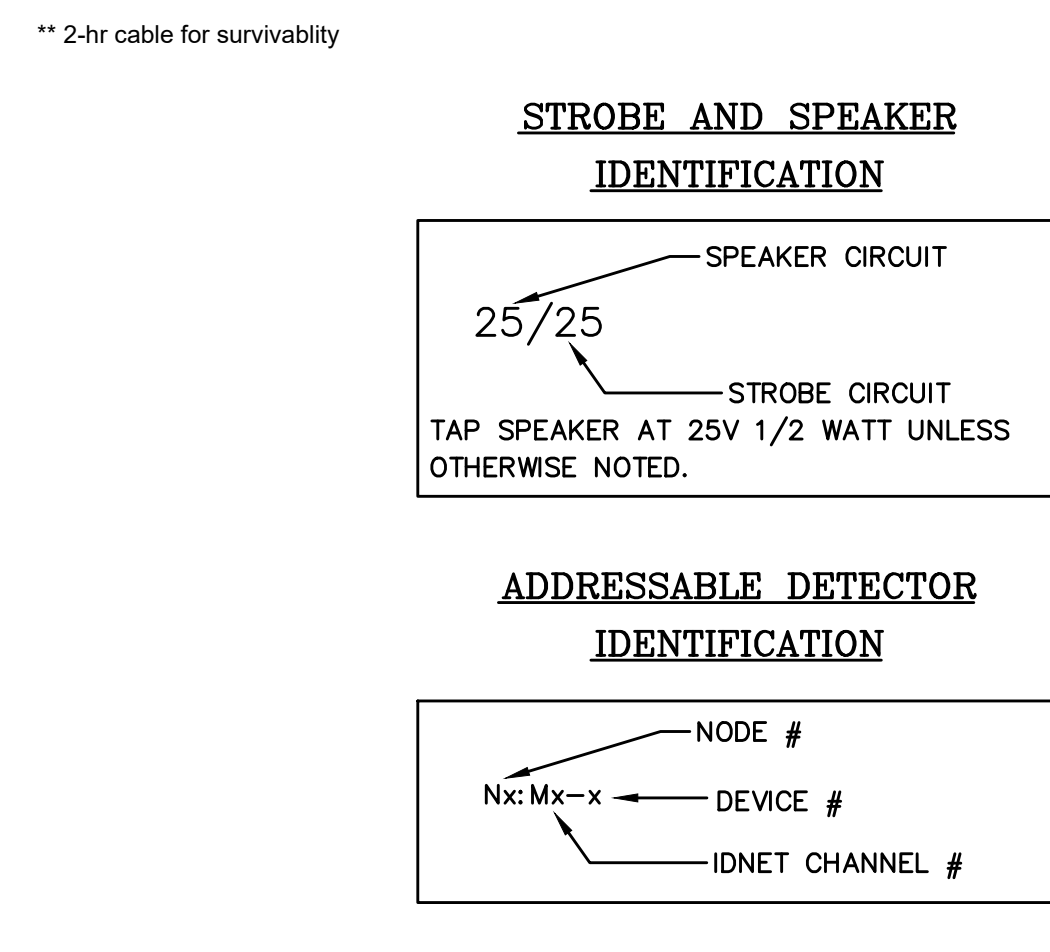 ** 2-hr cable for survivablity
STROBE AND SPEAKER
IDENTIFICATION
SPEAKER CIRCUIT
25/25
STROBE CIRCUIT
TAP SPEAKER AT 25V 1/2 WATT UNLESS
OTHERWISE NOTED.
ADDRESSABLE DETECTOR
IDENTIFICATION
NODE #
Nx:Mx-x
DEVICE #
IDNET CHANNEL #